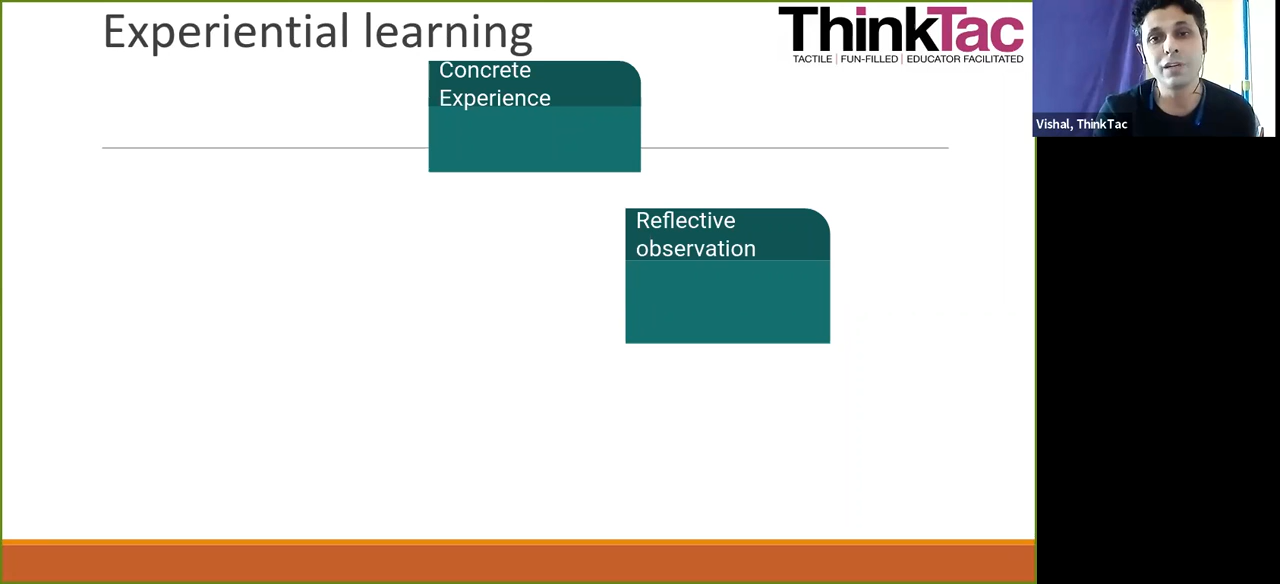 Experiential learning
ThinkTac
TACTILE | FUN-FILLED | EDUCATOR FACILITATED
Concrete
Experience
Vishal, ThinkTac
Reflective
observation